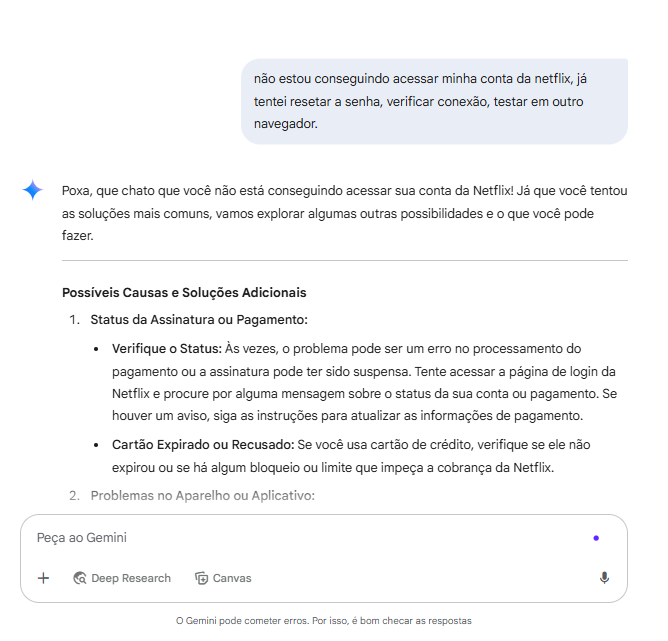 não estou conseguindo acessar minha conta da netflix, já
tentei resetar a senha, verificar conexão, testar em outro
navegador.
Poxa, que chato que você não está conseguindo acessar sua conta da Netflix! Já que você tentou
as soluções mais comuns, vamos explorar algumas outras possibilidades e o que você pode
fazer.
Possíveis Causas e Soluções Adicionais
1. Status da Assinatura ou Pagamento:
• Verifique o Status: Às vezes, o problema pode ser um erro no processamento do
pagamento ou a assinatura pode ter sido suspensa. Tente acessar a página de login da
Netflix e procure por alguma mensagem sobre o status da sua conta ou pagamento. Se
houver um aviso, siga as instruções para atualizar as informações de pagamento.
• Cartão Expirado ou Recusado: Se você usa cartão de crédito, verifique se ele não
expirou ou se há algum bloqueio ou limite que impeça a cobrança da Netflix.
2. Problemas no Aparelho ou Aplicativo:
Peça ao Gemini
Deep Research Canvas
O Gemini pode cometer erros. Por isso, é bom checar as respostas